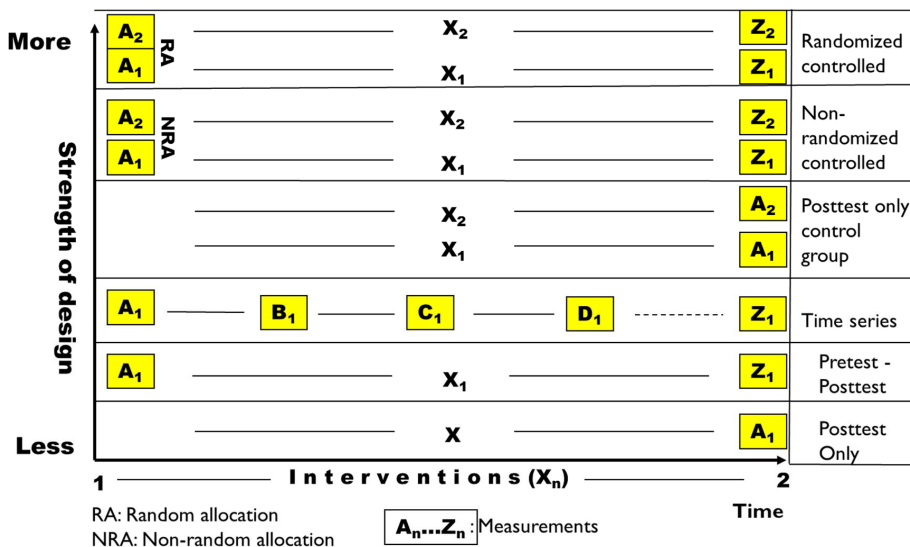 More
A₂ RA X₂ Z₂ Randomized
A₁ X₁ Z₁ controlled
A₂ NRA X₂ Z₂ Non-
randomized
A₁ X₁ Z₁ controlled
Strength of design
X₂ A₂ Posttest only
control
X₁ A₁ group
A₁ B₁ C₁ D₁ Z₁ Time series
A₁ X₁ Z₁ Pretest -
Posttest
Less X A₁ Posttest
Only
1 Interventions (Xₙ) 2
Time
RA: Random allocation
NRA: Non-random allocation
Aₙ...Zₙ : Measurements